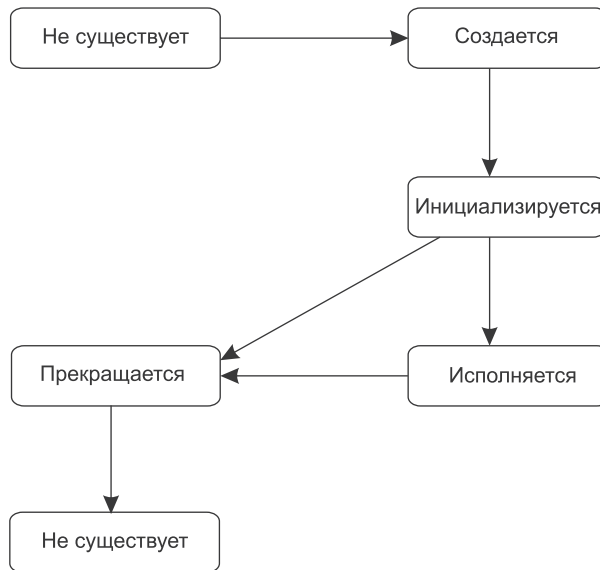 Не существует
Создается
Инициализируется
Прекращается
Исполняется
Не существует